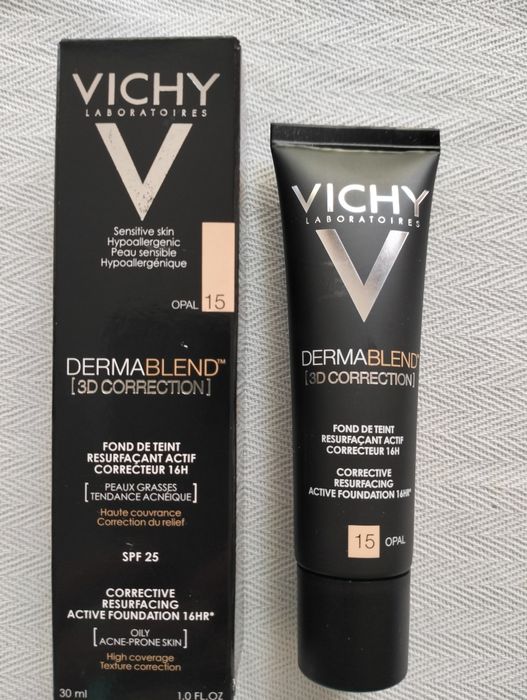 VICHY
LABORATOIRES
Sensitive skin
Hypoallergenic
Peau sensible
Hypoallergénique
OPAL 15
DERMABLEND™
[3D CORRECTION]
FOND DE TEINT
RESURFAÇANT ACTIF
CORRECTEUR 16H
[PEAUX GRASSES
TENDANCE ACNÉIQUE]
Haute couvrance
Correction du relief
SPF 25
CORRECTIVE
RESURFACING
ACTIVE FOUNDATION 16HR*
[OILY
ACNE-PRONE SKIN]
High coverage
Texture correction
30 ml 1.0 FL.OZ
VICHY
LABORATOIRES
DERMABLEND™
[3D CORRECTION]
FOND DE TEINT
RESURFAÇANT ACTIF
CORRECTEUR 16H
CORRECTIVE
RESURFACING
ACTIVE FOUNDATION 16HR*
15 OPAL